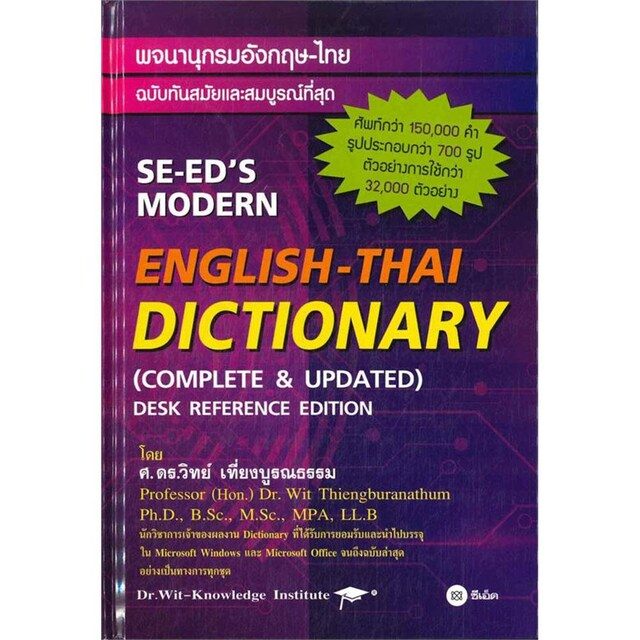 พจนานุกรมอังกฤษ-ไทย
ฉบับทันสมัยและสมบูรณ์ที่สุด
ศัพท์กว่า 150,000 คำ
รูปประกอบกว่า 700 รูป
ตัวอย่างการใช้กว่า
32,000 ตัวอย่าง
SE-ED'S
MODERN
ENGLISH-THAI
DICTIONARY
(COMPLETE & UPDATED)
DESK REFERENCE EDITION
โดย
ศ.ดร.วิทย์ เที่ยงบูรณธรรม
Professor (Hon.) Dr. Wit Thiengburanathum
Ph.D., B.Sc., M.Sc., MPA, LL.B
นักวิชาการเจ้าของผลงาน Dictionary ที่ได้รับการยอมรับและนำไปบรรจุ
ใน Microsoft Windows และ Microsoft Office จนถึงฉบับล่าสุด
อย่างเป็นทางการทุกชุด
Dr.Wit-Knowledge Institute ®
ซีเอ็ด